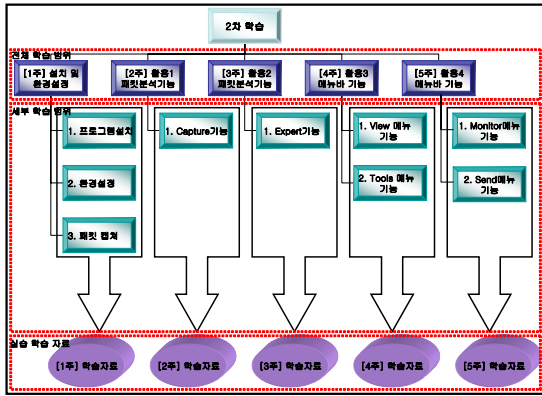 2차 학습
전체 학습 범위
[1주] 설치 및
환경설정
[2주] 활용1
패킷분석기능
[3주] 활용2
패킷분석기능
[4주] 활용3
메뉴바 기능
[5주] 활용4
메뉴바 기능
세부 학습 범위
1. 프로그램설치
1. Capture기능
1. Expert기능
1. View 메뉴
기능
1. Monitor메뉴
기능
2. 환경설정
2. Tools 메뉴
기능
2. Send메뉴
기능
3. 패킷 캡쳐
실습 학습 자료
[1주] 학습자료
[2주] 학습자료
[3주] 학습자료
[4주] 학습자료
[5주] 학습자료